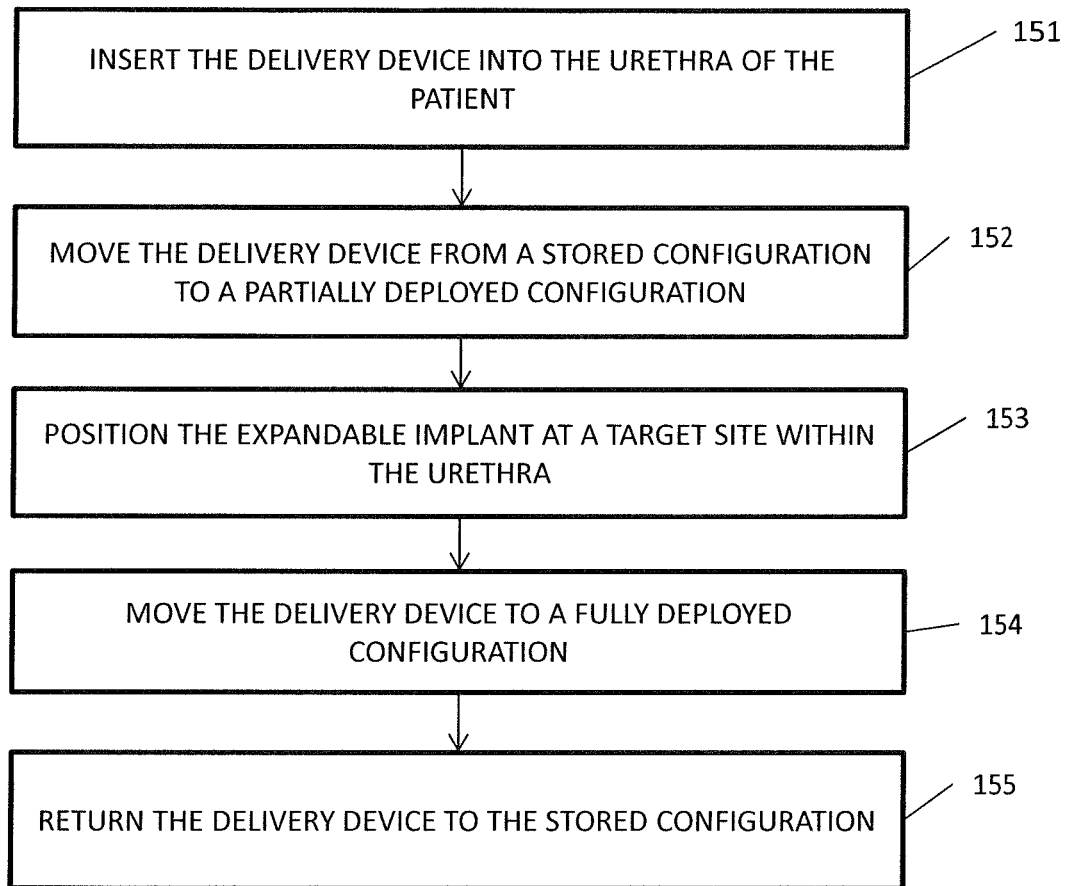 INSERT THE DELIVERY DEVICE INTO THE URETHRA OF THE
PATIENT
151
MOVE THE DELIVERY DEVICE FROM A STORED CONFIGURATION
TO A PARTIALLY DEPLOYED CONFIGURATION
152
POSITION THE EXPANDABLE IMPLANT AT A TARGET SITE WITHIN
THE URETHRA
153
MOVE THE DELIVERY DEVICE TO A FULLY DEPLOYED
CONFIGURATION
154
RETURN THE DELIVERY DEVICE TO THE STORED CONFIGURATION
155